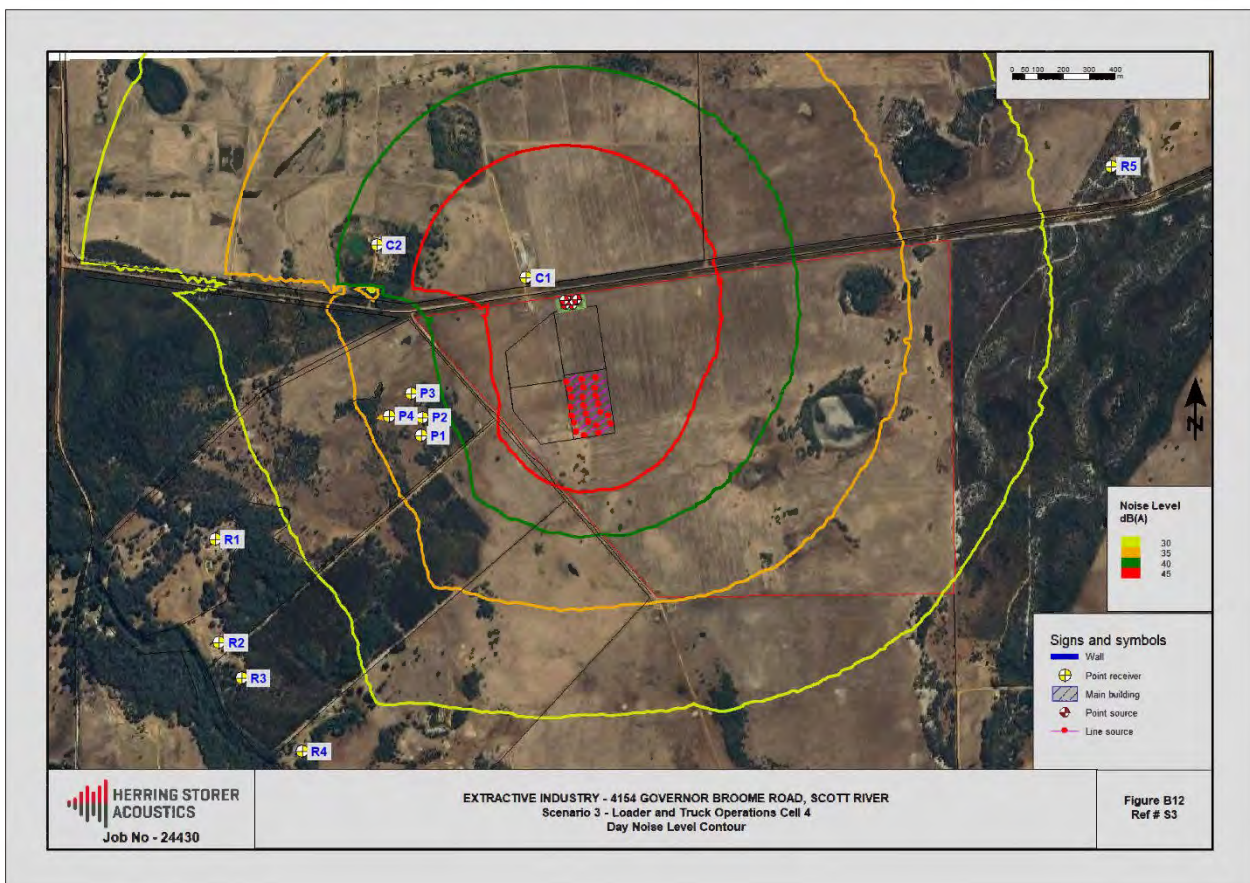 0 50 100 200 300 400
m
R5
C2
C1
P3
P4
P2
P1
R1
R2
R3
R4
N
Noise Level
dB(A)
30
35
40
45
Signs and symbols
Wall
Point receiver
Main building
Point source
Line source
HERRING STORER
ACOUSTICS
Job No - 24430
EXTRACTIVE INDUSTRY - 4154 GOVERNOR BROOME ROAD, SCOTT RIVER
Scenario 3 - Loader and Truck Operations Cell 4
Day Noise Level Contour
Figure B12
Ref # S3